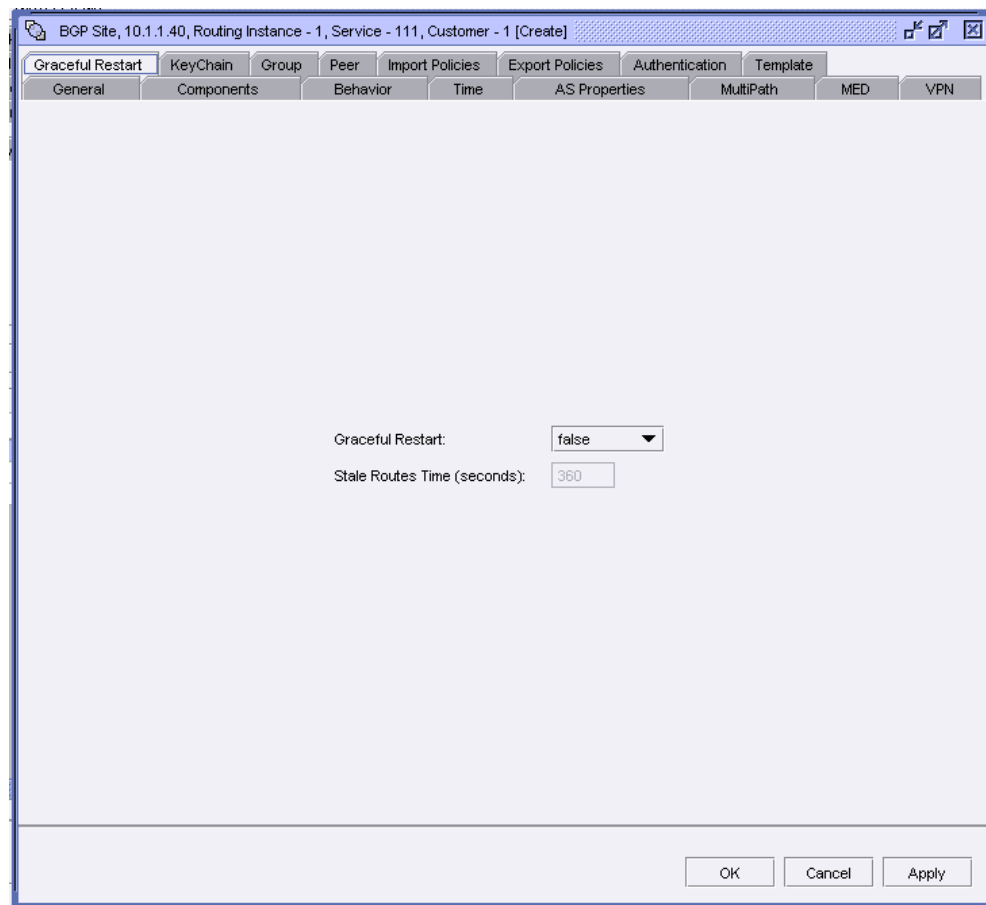 BGP Site, 10.1.1.40, Routing Instance - 1, Service - 111, Customer - 1 [Create]
Graceful Restart KeyChain Group Peer Import Policies Export Policies Authentication Template
General Components Behavior Time AS Properties MultiPath MED VPN
Graceful Restart: false
Stale Routes Time (seconds): 360
OK Cancel Apply